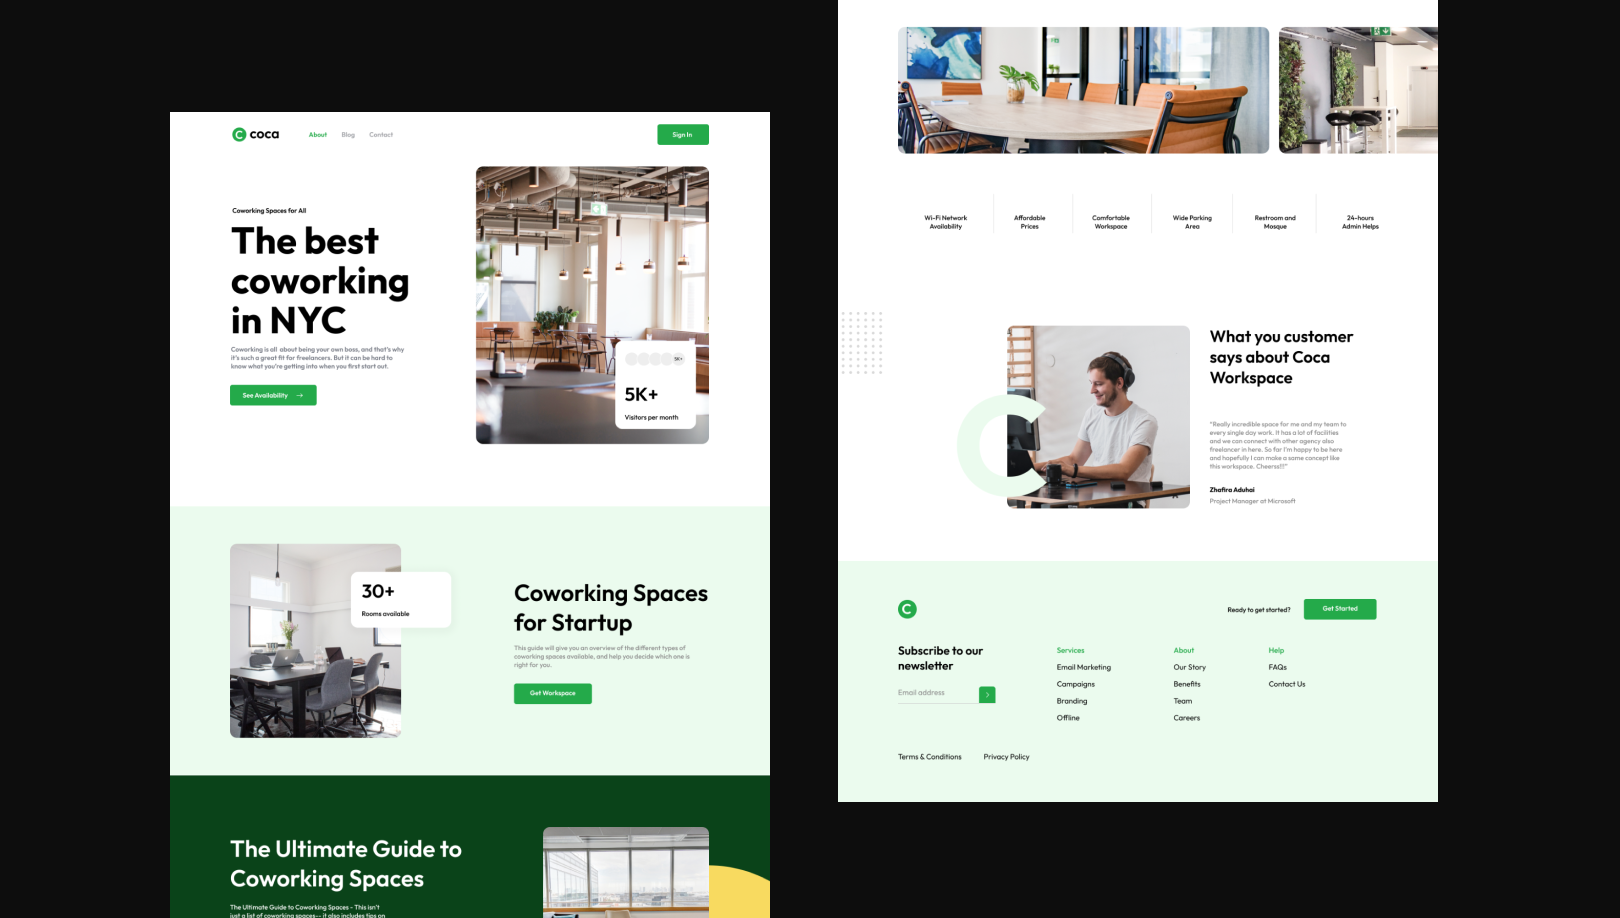 coca
About
Blog
Contact
Sign In
Coworking Spaces for All
The best
coworking
in NYC
Coworking is all about being your own boss, and that's why
it's such a great fit for freelancers. But it can be hard to
know what you're getting into when you first start out.
See Availability
5K+
5K+
Visitors per month
30+
Rooms available
Coworking Spaces
for Startup
This guide will give you an overview of the different types of
coworking spaces available, and help you decide which one is
right for you.
Get Workspace
The Ultimate Guide to
Coworking Spaces
The Ultimate Guide to Coworking Spaces - This isn't
just a list of coworking spaces-- it also includes tips on
Wi-Fi Network
Availability
Affordable
Prices
Comfortable
Workspace
Wide Parking
Area
Restroom and
Mosque
24-hours
Admin Helps
What you customer
says about Coca
Workspace
"Really incredible space for me and my team to
every single day work. It has a lot of facilities
and we can connect with other agency also
freelancer in here. So far I'm happy to be here
and hopefully I can make a same concept like
this workspace. Cheerss!!!"
Zhafira Aduhai
Project Manager at Microsoft
C
Ready to get started?
Get Started
Subscribe to our
newsletter
Email address
Services
Email Marketing
Campaigns
Branding
Offline
About
Our Story
Benefits
Team
Careers
Help
FAQs
Contact Us
Terms & Conditions
Privacy Policy